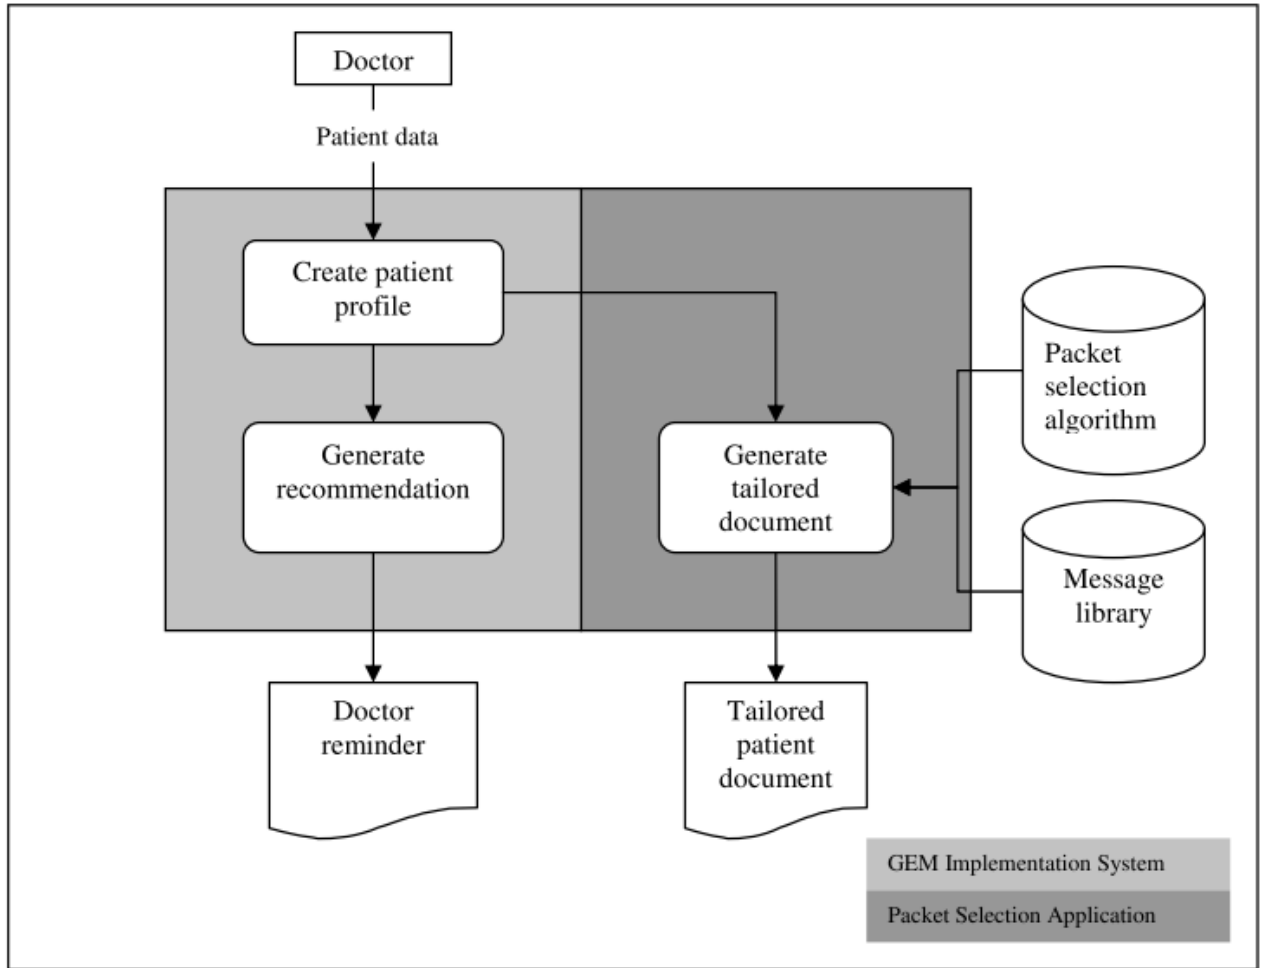 Doctor
Patient data
Create patient
profile
Generate
recommendation
Generate
tailored
document
Packet
selection
algorithm
Message
library
Doctor
reminder
Tailored
patient
document
GEM Implementation System
Packet Selection Application